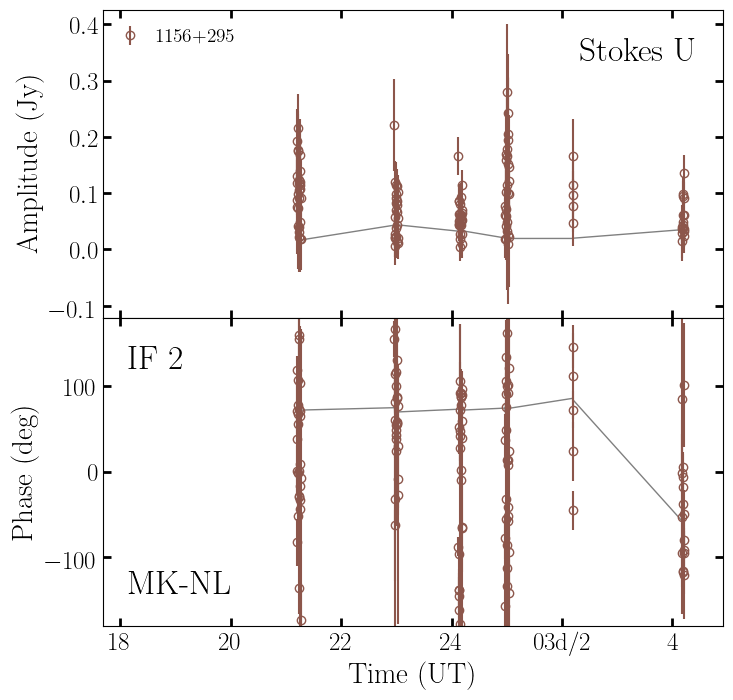 1156+295
Stokes U
Amplitude (Jy)
0.4
0.3
0.2
0.1
0.0
−0.1
IF 2
MK-NL
Phase (deg)
100
0
−100
18 20 22 24 03d/2 4
Time (UT)